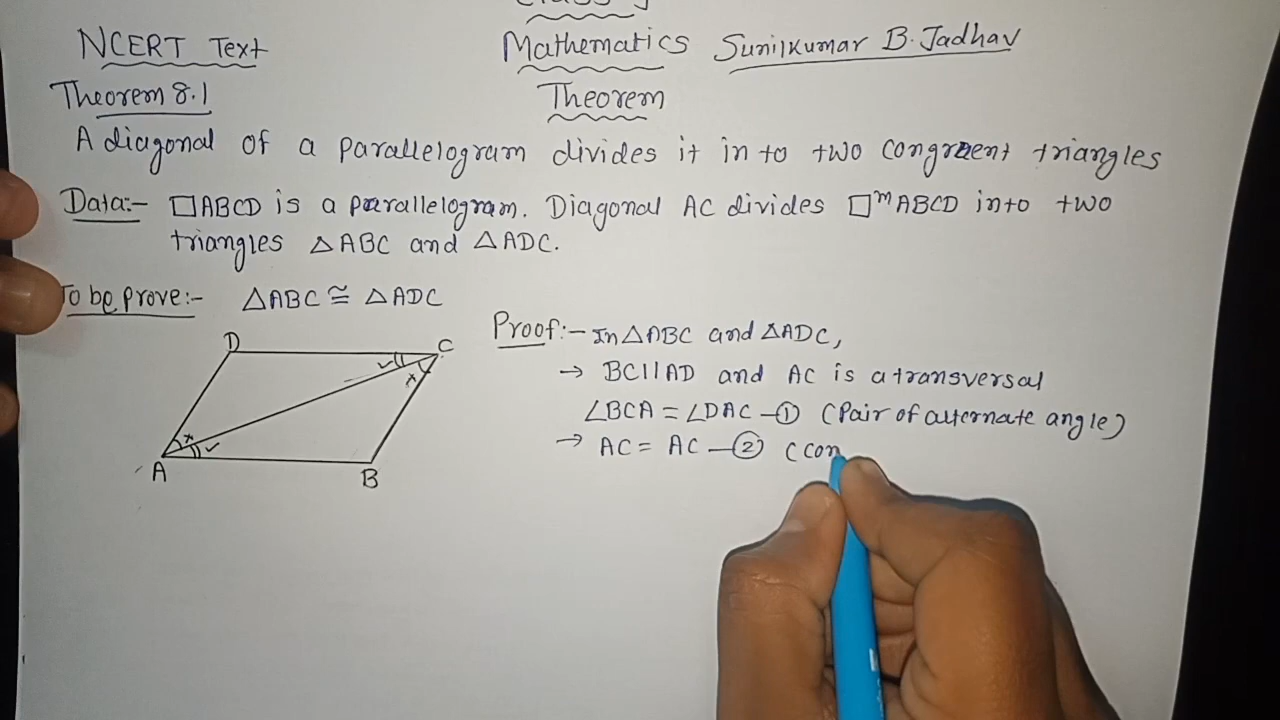 NCERT Text
Mathematics Sunilkumar B. Jadhav
Theorem 8.1
Theorem
A diagonal of a parallelogram divides it in to two congruent triangles
Data:- □ABCD is a parallelogram. Diagonal AC divides □ᵐABCD into two
triangles △ABC and △ADC.
To be prove:- △ABC ≅ △ADC
D
C
A
B
Proof:- In △ABC and △ADC,
→ BC||AD and AC is a transversal
∠BCA = ∠DAC —① (Pair of alternate angle)
→ AC = AC —② (com